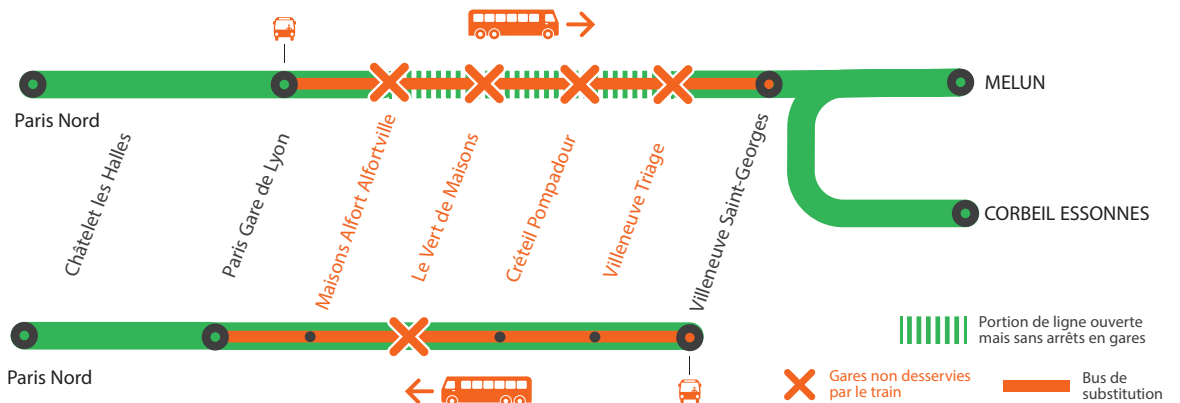 MELUN
Paris Nord
Châtelet les Halles
Paris Gare de Lyon
Maisons Alfort Alfortville
Le Vert de Maisons
Créteil Pompadour
Villeneuve Triage
Villeneuve Saint-Georges
CORBEIL ESSONNES
Paris Nord
Portion de ligne ouverte
mais sans arrêts en gares
Gares non desservies
par le train
Bus de
substitution